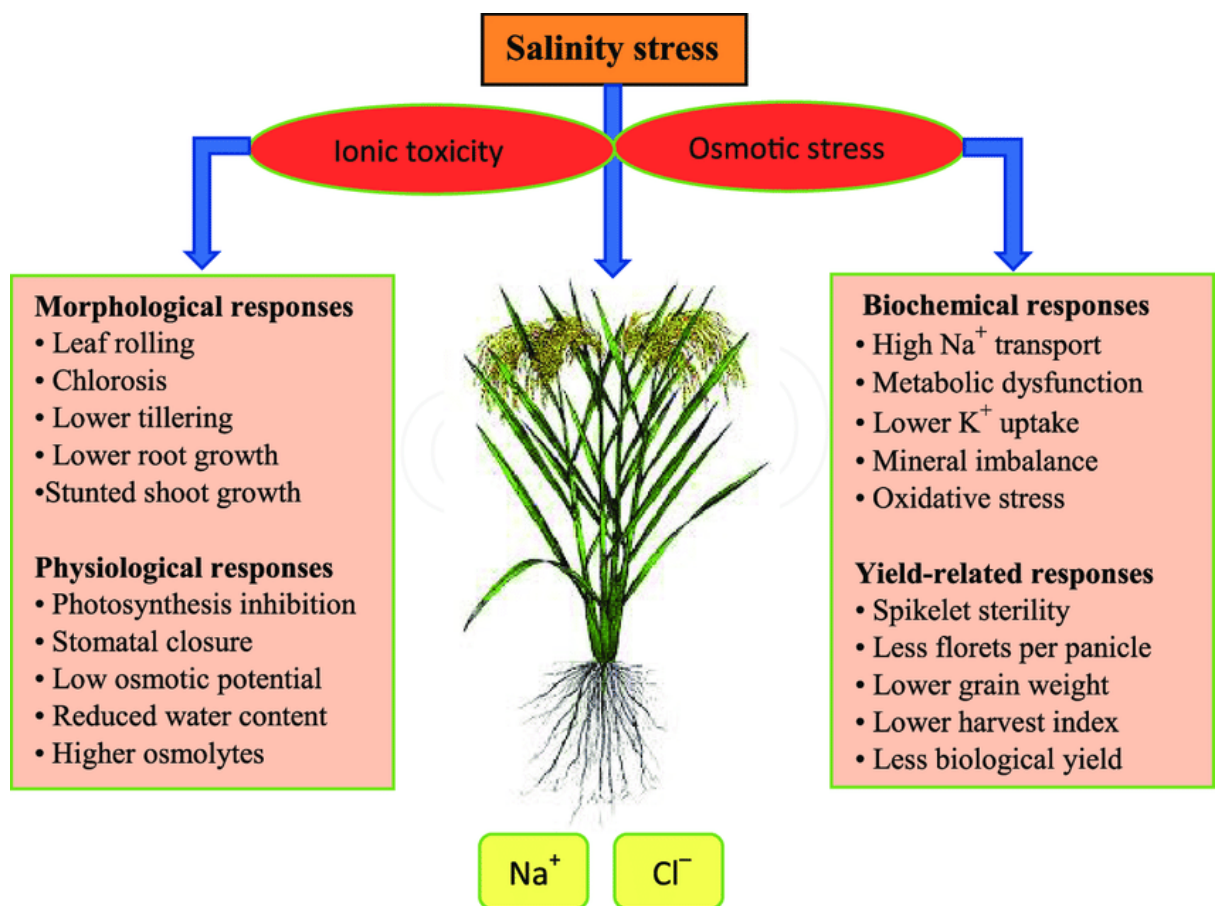 Salinity stress
Ionic toxicity
Osmotic stress
Morphological responses
• Leaf rolling
• Chlorosis
• Lower tillering
• Lower root growth
•Stunted shoot growth
Physiological responses
• Photosynthesis inhibition
• Stomatal closure
• Low osmotic potential
• Reduced water content
• Higher osmolytes
Biochemical responses
• High Na⁺ transport
• Metabolic dysfunction
• Lower K⁺ uptake
• Mineral imbalance
• Oxidative stress
Yield-related responses
• Spikelet sterility
• Less florets per panicle
• Lower grain weight
• Lower harvest index
• Less biological yield
Na⁺
Cl⁻